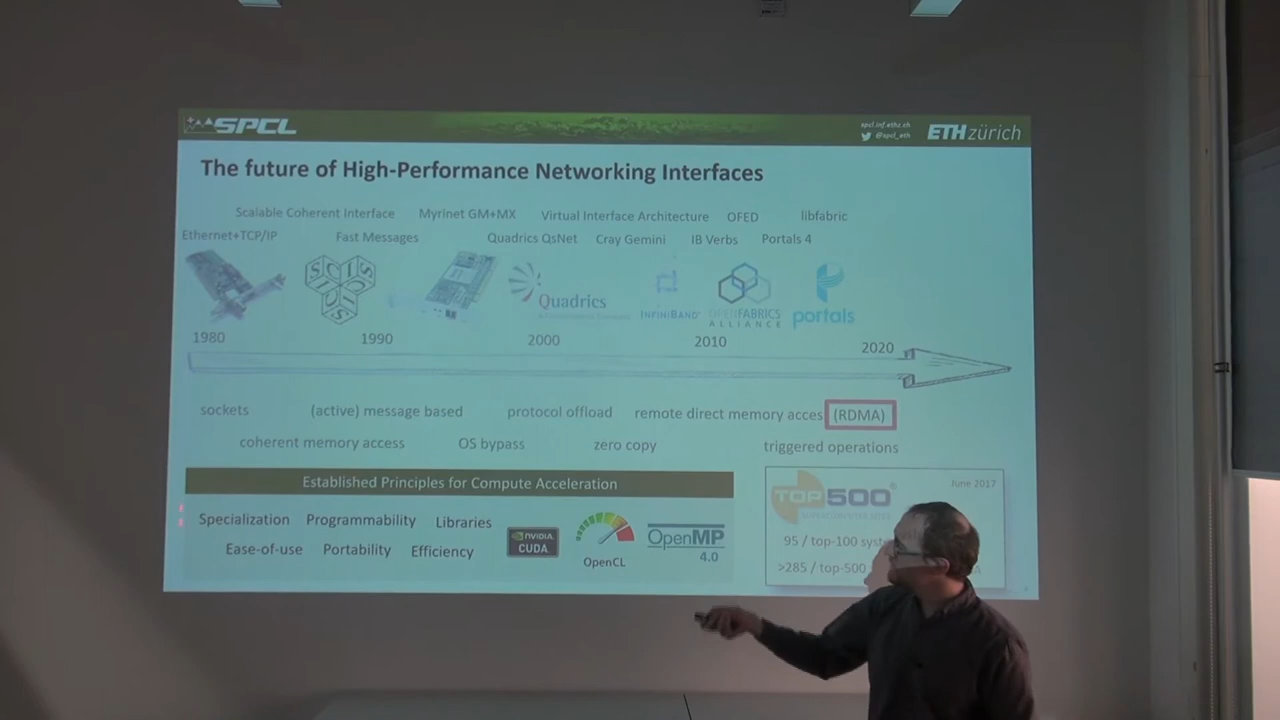 SPCL
spcl.inf.ethz.ch
@spcl_eth
ETH zürich
The future of High-Performance Networking Interfaces
Scalable Coherent Interface Myrinet GM+MX Virtual Interface Architecture OFED libfabric
Ethernet+TCP/IP Fast Messages Quadrics QsNet Cray Gemini IB Verbs Portals 4
Quadrics
INFINIBAND
OPENFABRICS
ALLIANCE
portals
1980 1990 2000 2010 2020
sockets (active) message based protocol offload remote direct memory acces (RDMA)
coherent memory access OS bypass zero copy triggered operations
Established Principles for Compute Acceleration
Specialization Programmability Libraries
Ease-of-use Portability Efficiency
NVIDIA
CUDA
OpenCL
OpenMP
4.0
June 2017
TOP500
SUPERCOMPUTER SITES
95 / top-100 syst
>285 / top-500